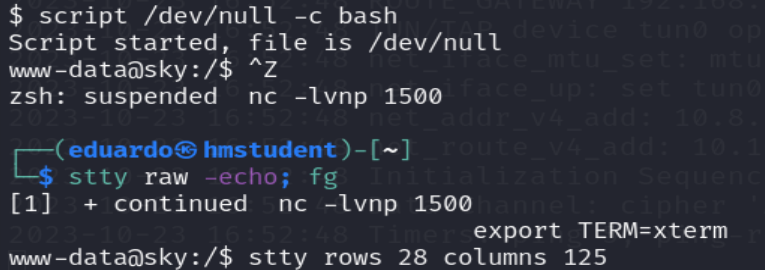 $ script /dev/null -c bash
Script started, file is /dev/null
www-data@sky:/$ ^Z
zsh: suspended  nc -lvnp 1500
┌──(eduardo㉿hmstudent)-[~]
└─$ stty raw -echo; fg
[1]  + continued  nc -lvnp 1500
export TERM=xterm
www-data@sky:/$ stty rows 28 columns 125